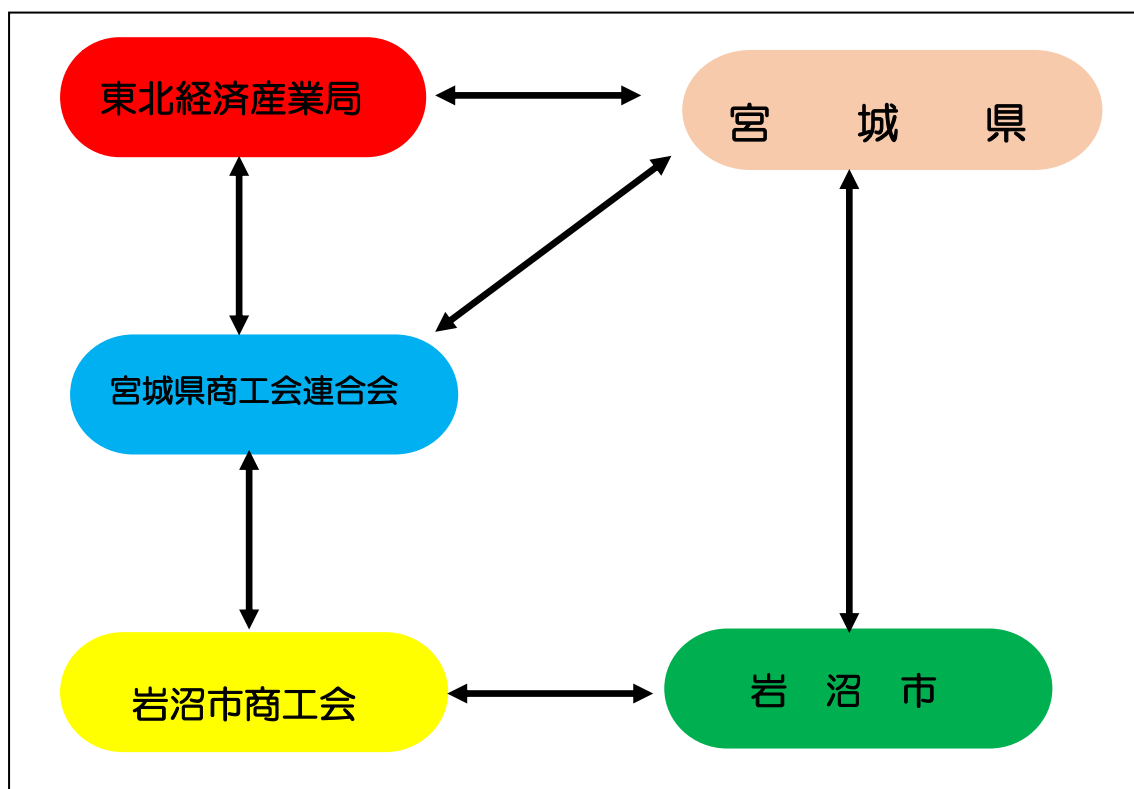 東北経済産業局
宮　城　県
宮城県商工会連合会
岩沼市商工会
岩　沼　市